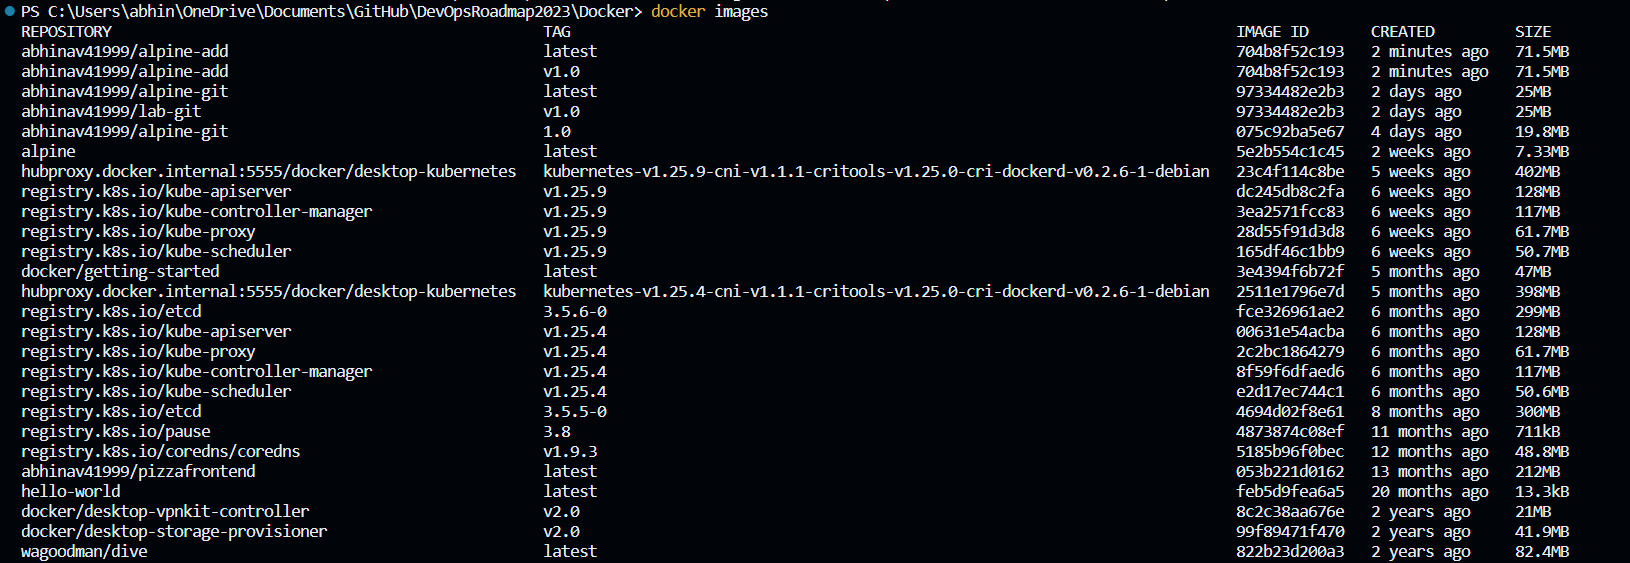 PS C:\Users\abhin\OneDrive\Documents\GitHub\DevOpsRoadmap2023\Docker> docker images
REPOSITORY TAG IMAGE ID CREATED SIZE
abhinav41999/alpine-add latest 704b8f52c193 2 minutes ago 71.5MB
abhinav41999/alpine-add v1.0 704b8f52c193 2 minutes ago 71.5MB
abhinav41999/alpine-git latest 97334482e2b3 2 days ago 25MB
abhinav41999/lab-git v1.0 97334482e2b3 2 days ago 25MB
abhinav41999/alpine-git 1.0 075c92ba5e67 4 days ago 19.8MB
alpine latest 5e2b554c1c45 2 weeks ago 7.33MB
hubproxy.docker.internal:5555/docker/desktop-kubernetes kubernetes-v1.25.9-cni-v1.1.1-critools-v1.25.0-cri-dockerd-v0.2.6-1-debian 23c4f114c8be 5 weeks ago 402MB
registry.k8s.io/kube-apiserver v1.25.9 dc245db8c2fa 6 weeks ago 128MB
registry.k8s.io/kube-controller-manager v1.25.9 3ea2571fcc83 6 weeks ago 117MB
registry.k8s.io/kube-proxy v1.25.9 28d55f91d3d8 6 weeks ago 61.7MB
registry.k8s.io/kube-scheduler v1.25.9 165df46c1bb9 6 weeks ago 50.7MB
docker/getting-started latest 3e4394f6b72f 5 months ago 47MB
hubproxy.docker.internal:5555/docker/desktop-kubernetes kubernetes-v1.25.4-cni-v1.1.1-critools-v1.25.0-cri-dockerd-v0.2.6-1-debian 2511e1796e7d 5 months ago 398MB
registry.k8s.io/etcd 3.5.6-0 fce326961ae2 6 months ago 299MB
registry.k8s.io/kube-apiserver v1.25.4 00631e54acba 6 months ago 128MB
registry.k8s.io/kube-proxy v1.25.4 2c2bc1864279 6 months ago 61.7MB
registry.k8s.io/kube-controller-manager v1.25.4 8f59f6dfaed6 6 months ago 117MB
registry.k8s.io/kube-scheduler v1.25.4 e2d17ec744c1 6 months ago 50.6MB
registry.k8s.io/etcd 3.5.5-0 4694d02f8e61 8 months ago 300MB
registry.k8s.io/pause 3.8 4873874c08ef 11 months ago 711kB
registry.k8s.io/coredns/coredns v1.9.3 5185b96f0bec 12 months ago 48.8MB
abhinav41999/pizzafrontend latest 053b221d0162 13 months ago 212MB
hello-world latest feb5d9fea6a5 20 months ago 13.3kB
docker/desktop-vpnkit-controller v2.0 8c2c38aa676e 2 years ago 21MB
docker/desktop-storage-provisioner v2.0 99f89471f470 2 years ago 41.9MB
wagoodman/dive latest 822b23d200a3 2 years ago 82.4MB